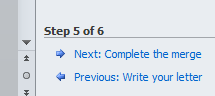 Step 5 of 6
Next: Complete the merge
Previous: Write your letter